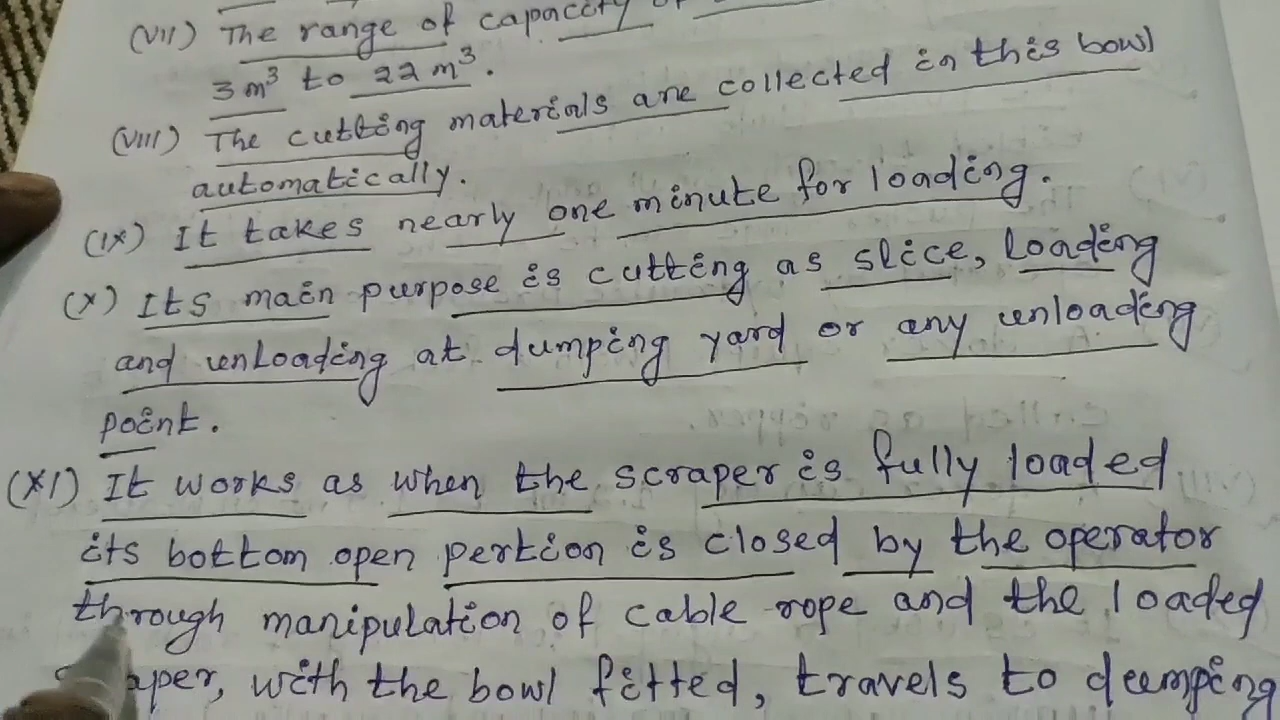 (VII) The range of capacity of
3m³ to 22m³.
(VIII) The cutting materials are collected in this bowl
automatically.
(IX) It takes nearly one minute for loading.
(X) Its main purpose is cutting as slice, loading
and unloading at dumping yard or any unloading
point.
(XI) It works as when the scraper is fully loaded
its bottom open pertion is closed by the operator
through manipulation of cable rope and the loaded
with the bowl fitted, travels to dumping